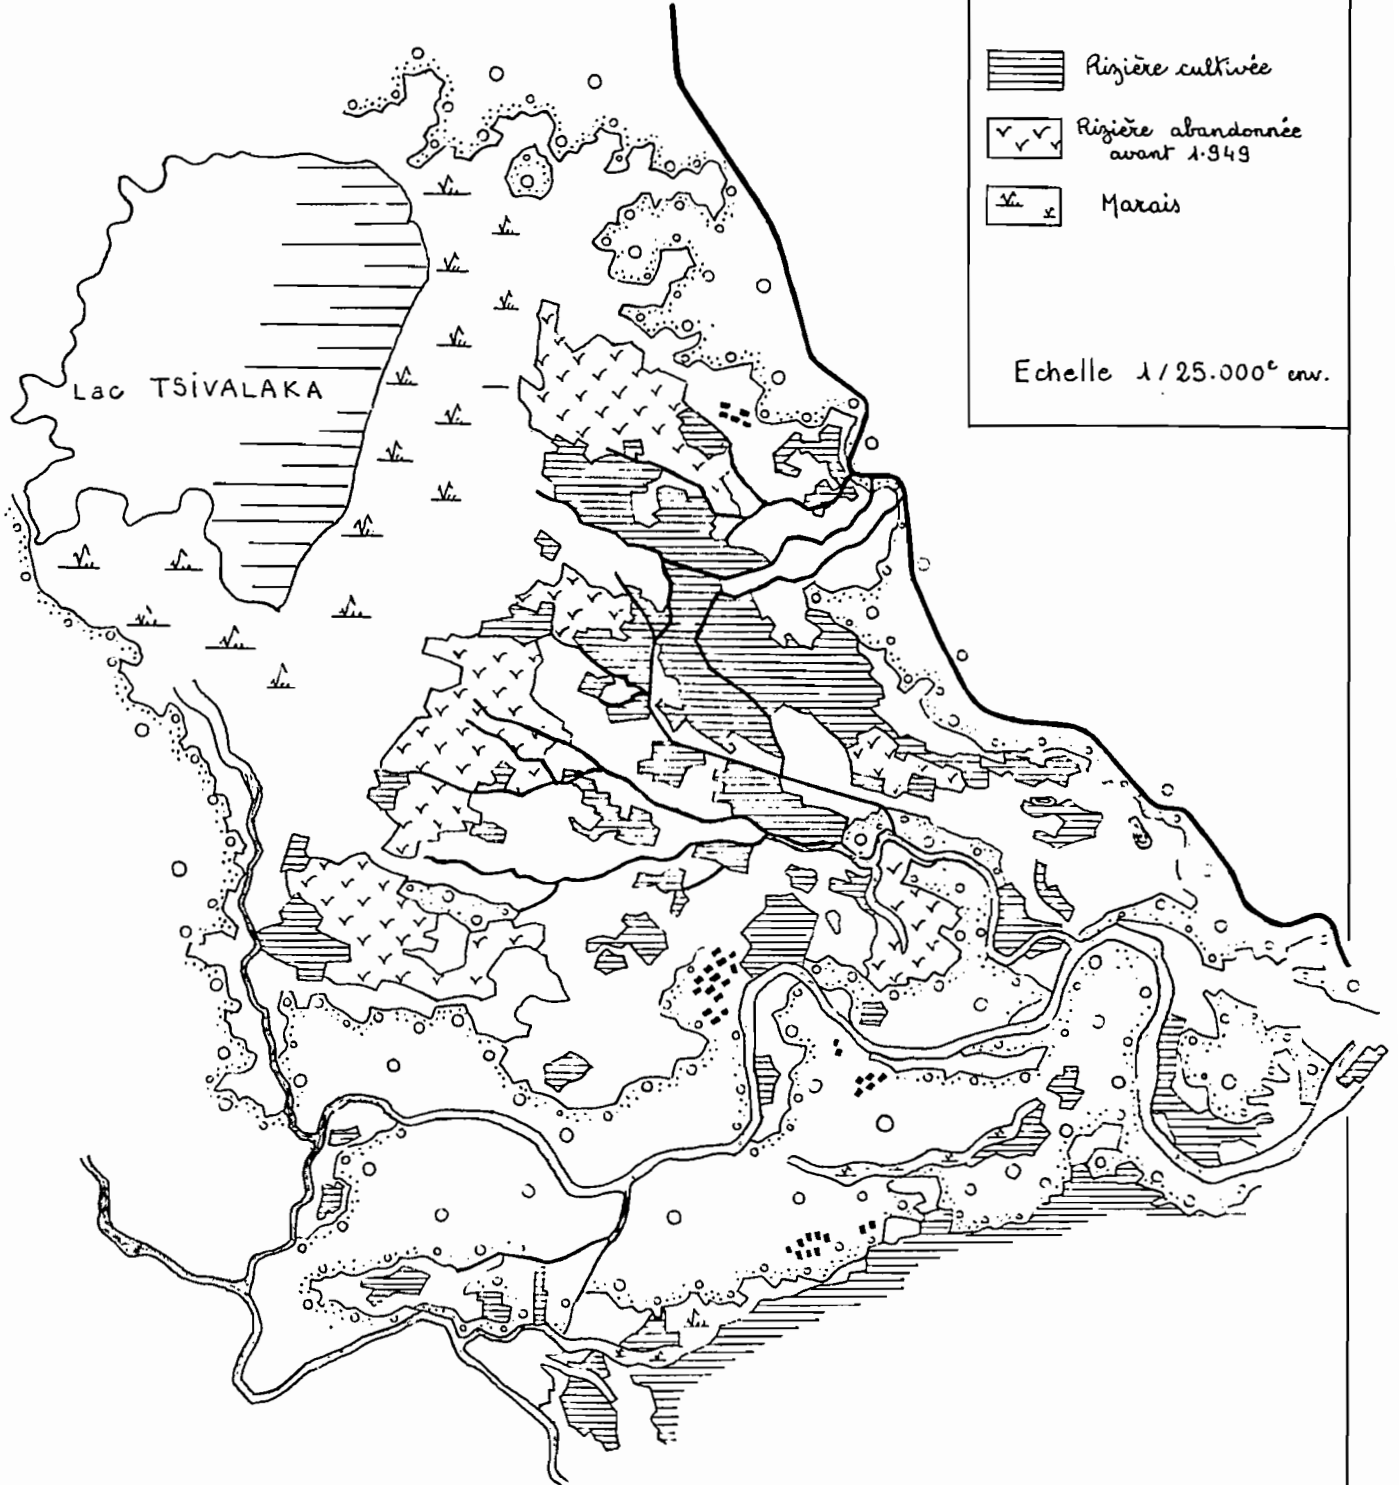 Rizière cultivée
Rizière abandonnée
avant 1.949
Marais
Echelle 1/25.000e env.
Lac TSIVALAKA